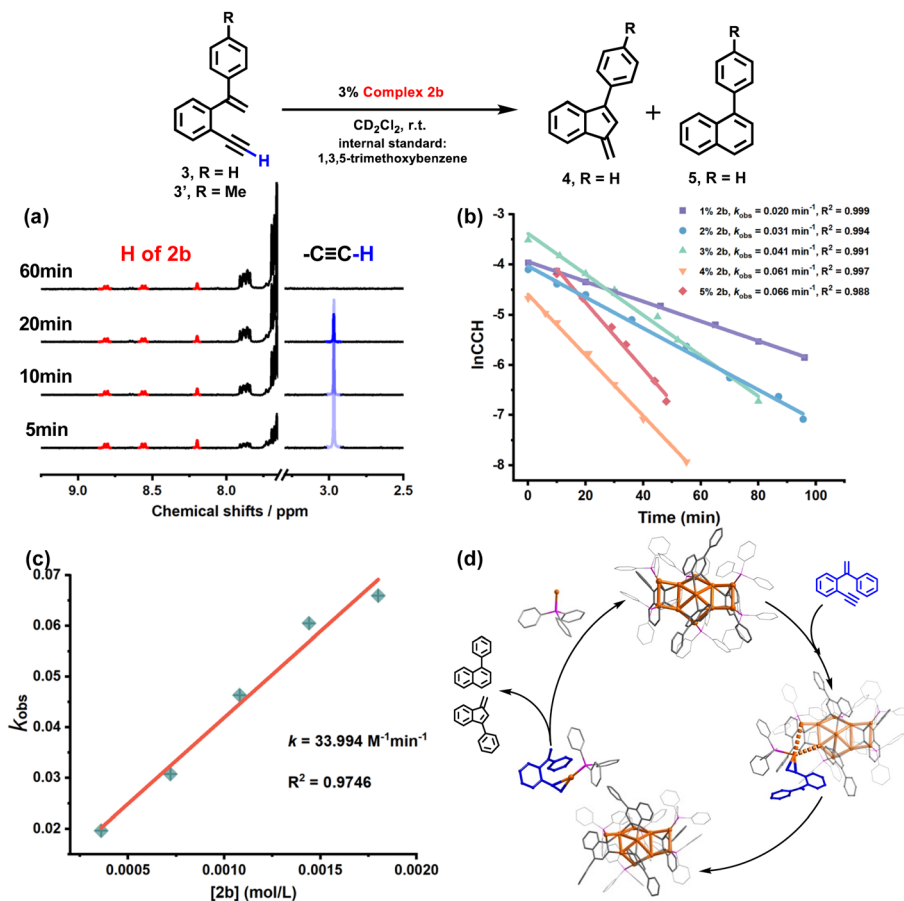 R
3% Complex 2b
CD2Cl2, r.t.
internal standard:
1,3,5-trimethoxybenzene
H
3, R = H
3', R = Me
R
4, R = H
+
R
5, R = H
(a)
H of 2b
-C≡C-H
60min
20min
10min
5min
9.0
8.5
8.0
3.0
2.5
Chemical shifts / ppm
(b)
1% 2b, kobs = 0.020 min-1, R2 = 0.999
2% 2b, kobs = 0.031 min-1, R2 = 0.994
3% 2b, kobs = 0.041 min-1, R2 = 0.991
4% 2b, kobs = 0.061 min-1, R2 = 0.997
5% 2b, kobs = 0.066 min-1, R2 = 0.988
lnCCH
-3
-4
-5
-6
-7
-8
0
20
40
60
80
100
Time (min)
(c)
kobs
0.07
0.06
0.05
0.04
0.03
0.02
k = 33.994 M-1min-1
R2 = 0.9746
0.0005
0.0010
0.0015
0.0020
[2b] (mol/L)
(d)